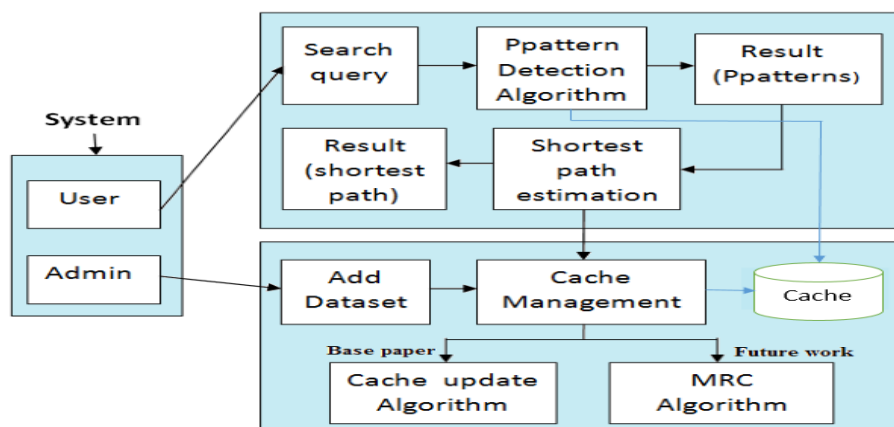 System
User
Admin
Search
query
Ppattern
Detection
Algorithm
Result
(Ppatterns)
Result
(shortest
path)
Shortest
path
estimation
Add
Dataset
Cache
Management
Cache
Base paper
Future work
Cache update
Algorithm
MRC
Algorithm